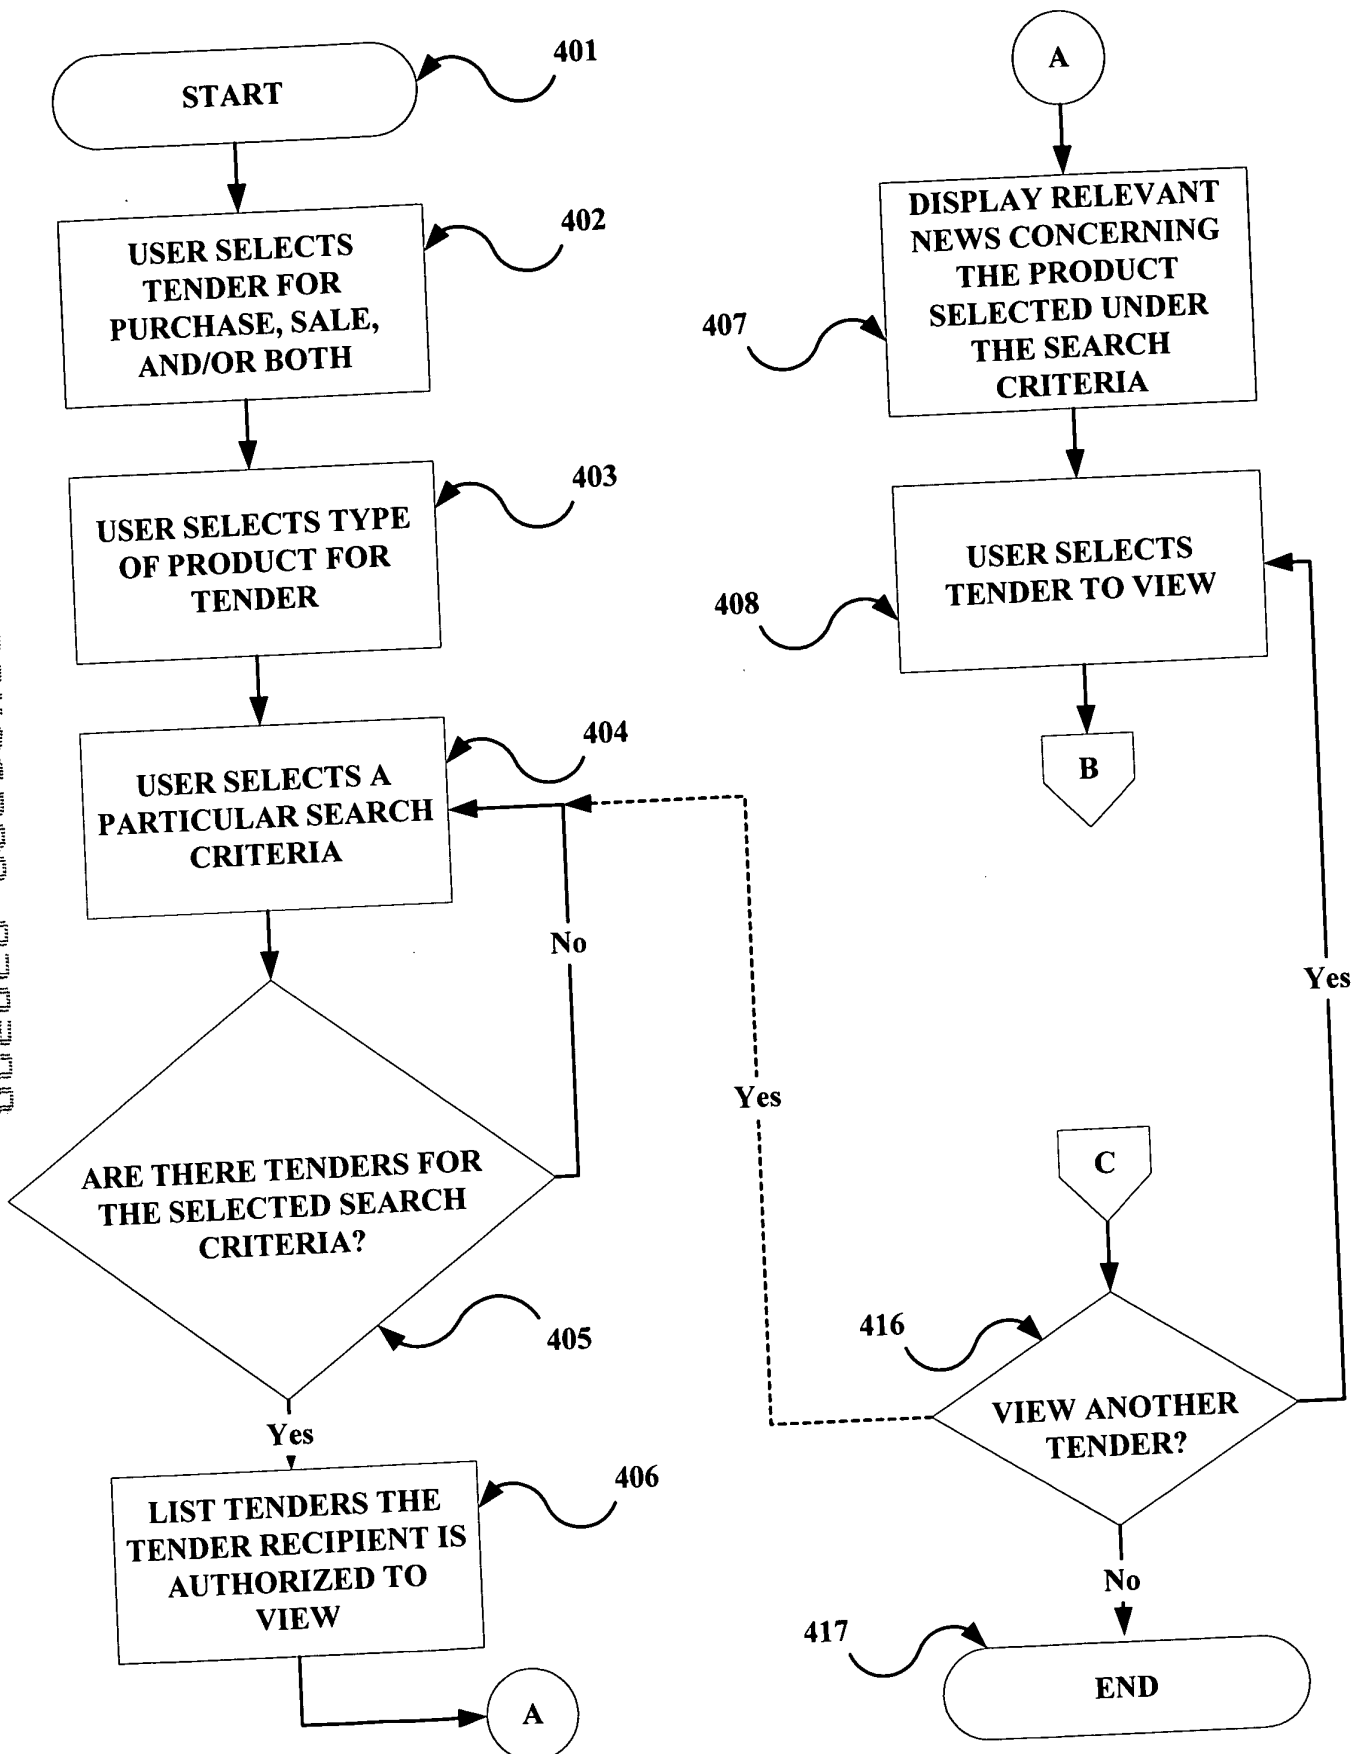 START
401
USER SELECTS
TENDER FOR
PURCHASE, SALE,
AND/OR BOTH
402
USER SELECTS TYPE
OF PRODUCT FOR
TENDER
403
USER SELECTS A
PARTICULAR SEARCH
CRITERIA
404
No
ARE THERE TENDERS FOR
THE SELECTED SEARCH
CRITERIA?
405
Yes
LIST TENDERS THE
TENDER RECIPIENT IS
AUTHORIZED TO
VIEW
406
A
A
DISPLAY RELEVANT
NEWS CONCERNING
THE PRODUCT
SELECTED UNDER
THE SEARCH
CRITERIA
407
USER SELECTS
TENDER TO VIEW
408
B
Yes
Yes
C
416
VIEW ANOTHER
TENDER?
No
417
END